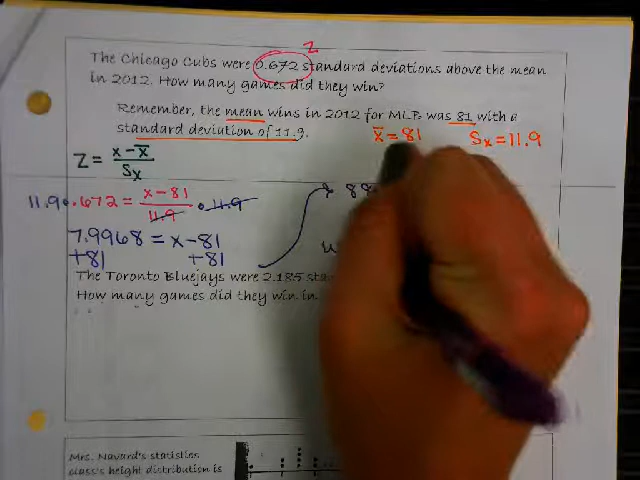 z
The Chicago Cubs were 0.672 standard deviations above the mean
in 2012. How many games did they win?
Remember, the mean wins in 2012 for MLB was 81 with a
standard deviation of 11.9.
x̄ = 81 Sx = 11.9
Z = x - x̄ / Sx
11.9 • .672 = x - 81 / 11.9 • 11.9
7.9968 = x - 81
+81 +81
The Toronto Bluejays were 2.185
How many games did they win in
Mrs. Navard's statistics
class's height distribution is